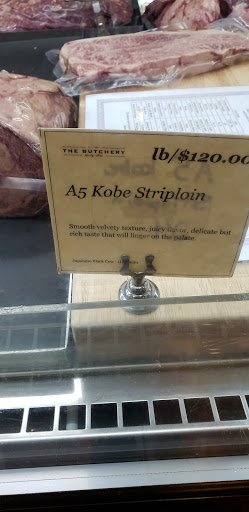 THE BUTCHERY
lb/$120.00
A5 Kobe Striploin
Smooth velvety texture, juicy flavor, delicate but
rich taste that will linger on the palate.